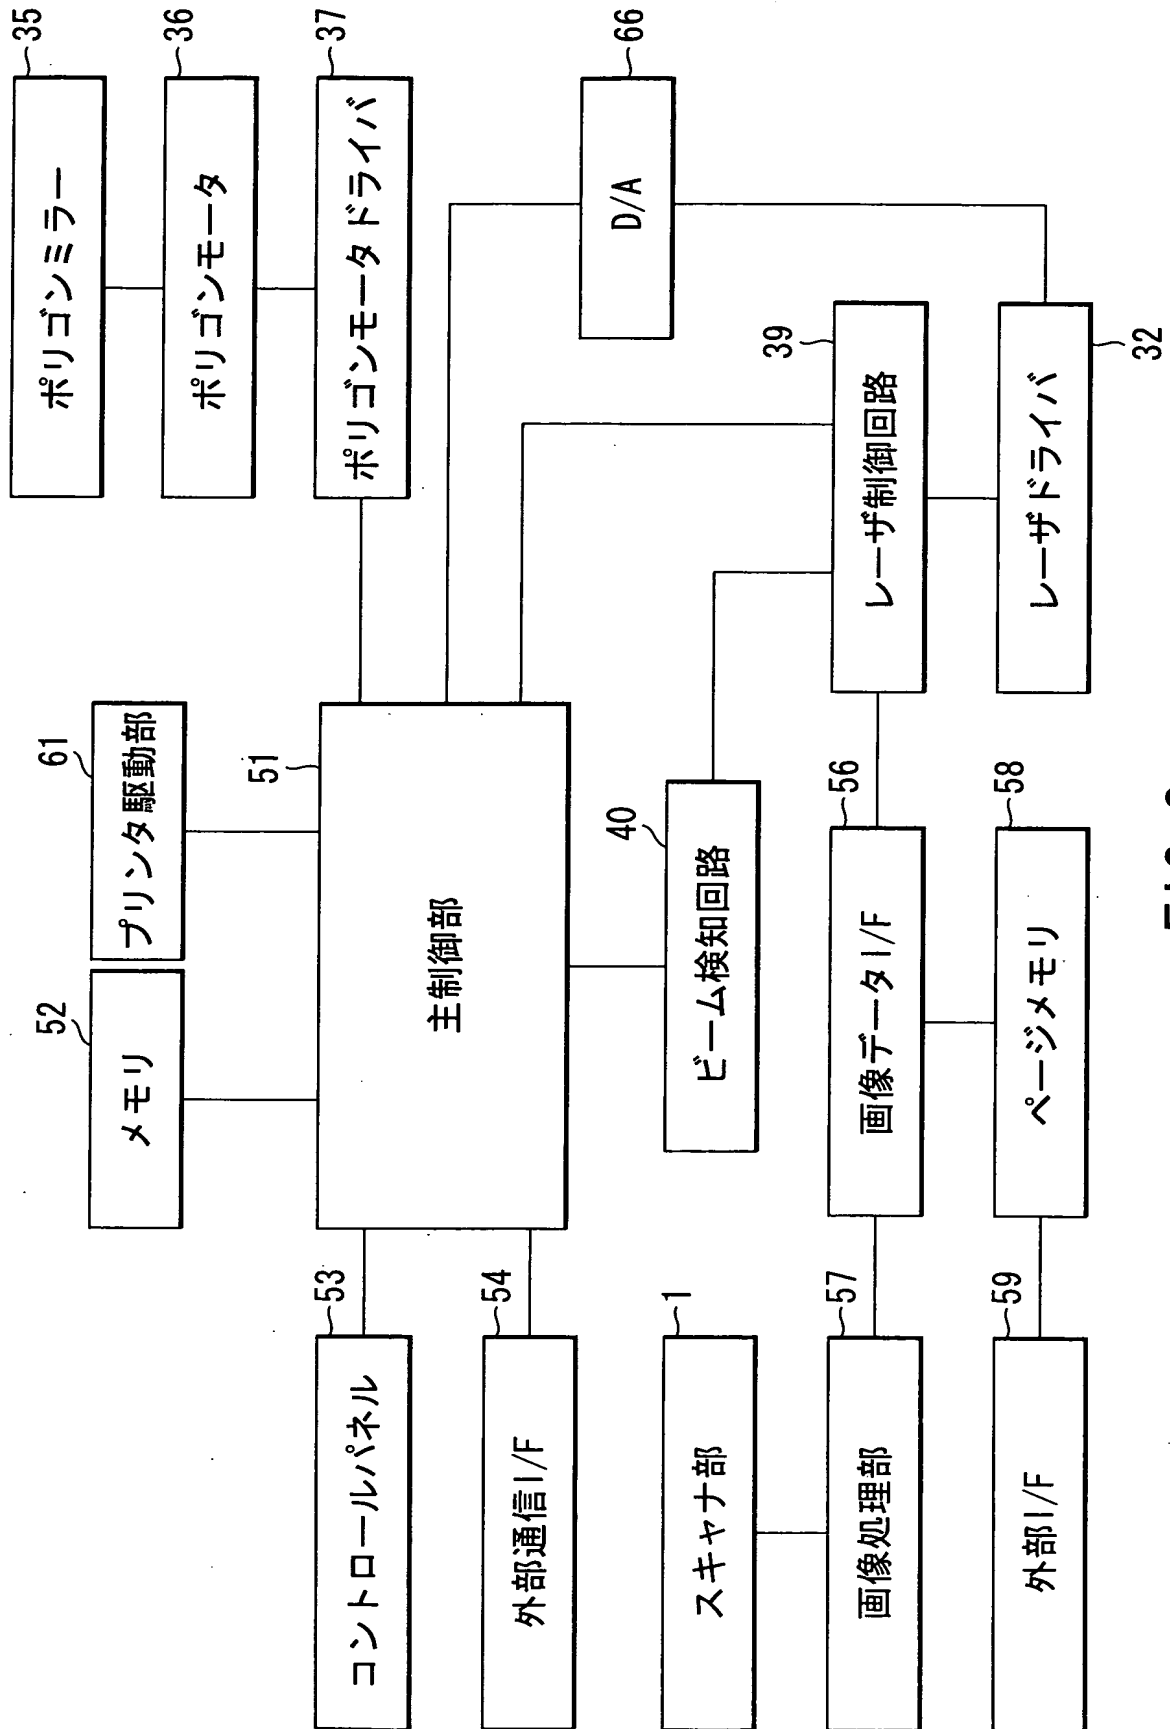 ポリゴンミラー
35
ポリゴンモータ
36
ポリゴンモータドライバ
37
D/A
66
プリンタ駆動部
61
メモリ
52
主制御部
51
コントロールパネル
53
外部通信I/F
54
ビーム検知回路
40
レーザ制御回路
39
レーザドライバ
32
スキャナ部
1
画像処理部
57
画像データI/F
56
ページメモリ
58
外部I/F
59